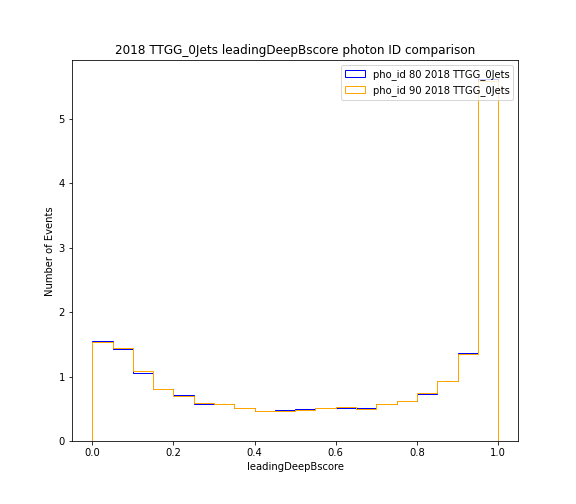 2018 TTGG_0Jets leadingDeepBscore photon ID comparison
pho_id 80 2018 TTGG_0Jets
pho_id 90 2018 TTGG_0Jets
Number of Events
5
4
3
2
1
0
0.0 0.2 0.4 0.6 0.8 1.0
leadingDeepBscore